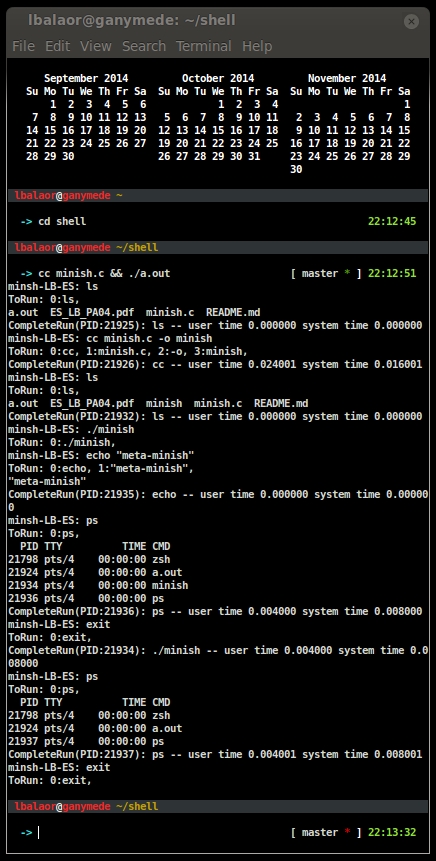 lbalaor@ganymede: ~/shell
File Edit View Search Terminal Help
September 2014 October 2014 November 2014
Su Mo Tu We Th Fr Sa Su Mo Tu We Th Fr Sa Su Mo Tu We Th Fr Sa
1 2 3 4 5 6 1 2 3 4 1
7 8 9 10 11 12 13 5 6 7 8 9 10 11 2 3 4 5 6 7 8
14 15 16 17 18 19 20 12 13 14 15 16 17 18 9 10 11 12 13 14 15
21 22 23 24 25 26 27 19 20 21 22 23 24 25 16 17 18 19 20 21 22
28 29 30 26 27 28 29 30 31 23 24 25 26 27 28 29
30
lbalaor@ganymede ~
-> cd shell 22:12:45
lbalaor@ganymede ~/shell
-> cc minish.c && ./a.out [ master * ] 22:12:51
minsh-LB-ES: ls
ToRun: 0:ls,
a.out ES_LB_PA04.pdf minish.c README.md
CompleteRun(PID:21925): ls -- user time 0.000000 system time 0.000000
minsh-LB-ES: cc minish.c -o minish
ToRun: 0:cc, 1:minish.c, 2:-o, 3:minish,
CompleteRun(PID:21926): cc -- user time 0.024001 system time 0.016001
minsh-LB-ES: ls
ToRun: 0:ls,
a.out ES_LB_PA04.pdf minish minish.c README.md
CompleteRun(PID:21932): ls -- user time 0.000000 system time 0.000000
minsh-LB-ES: ./minish
ToRun: 0:./minish,
minsh-LB-ES: echo "meta-minish"
ToRun: 0:echo, 1:"meta-minish",
"meta-minish"
CompleteRun(PID:21935): echo -- user time 0.000000 system time 0.00000
0
minsh-LB-ES: ps
ToRun: 0:ps,
PID TTY TIME CMD
21798 pts/4 00:00:00 zsh
21924 pts/4 00:00:00 a.out
21934 pts/4 00:00:00 minish
21936 pts/4 00:00:00 ps
CompleteRun(PID:21936): ps -- user time 0.004000 system time 0.008000
minsh-LB-ES: exit
ToRun: 0:exit,
CompleteRun(PID:21934): ./minish -- user time 0.004000 system time 0.0
08000
minsh-LB-ES: ps
ToRun: 0:ps,
PID TTY TIME CMD
21798 pts/4 00:00:00 zsh
21924 pts/4 00:00:00 a.out
21937 pts/4 00:00:00 ps
CompleteRun(PID:21937): ps -- user time 0.004001 system time 0.008001
minsh-LB-ES: exit
ToRun: 0:exit,
lbalaor@ganymede ~/shell
-> [ master * ] 22:13:32